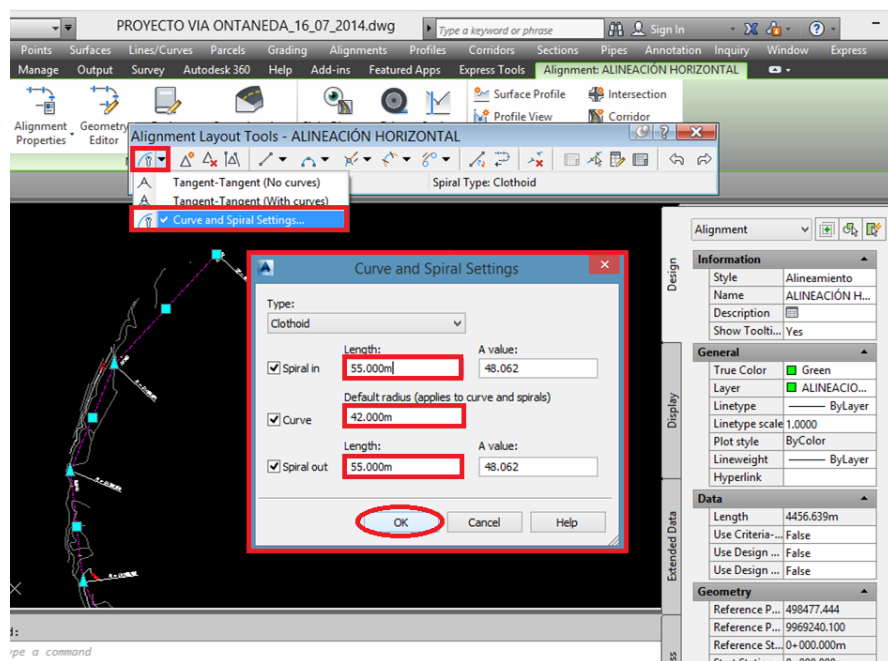 PROYECTO VIA ONTANEDA_16_07_2014.dwg
Type a keyword or phrase
Sign In
Points Surfaces Lines/Curves Parcels Grading Alignments Profiles Corridors Sections Pipes Annotation Inquiry Window Express
Manage Output Survey Autodesk 360 Help Add-ins Featured Apps Express Tools Alignment: ALINEACIÓN HORIZONTAL
Surface Profile
Intersection
Profile View
Corridor
Alignment Properties
Geometry Editor
Alignment Layout Tools - ALINEACIÓN HORIZONTAL
Tangent-Tangent (No curves)
Spiral Type: Clothoid
Tangent-Tangent (With curves)
Curve and Spiral Settings...
Curve and Spiral Settings
Type:
Clothoid
Length: A value:
Spiral in 55.000m 48.062
Default radius (applies to curve and spirals)
Curve 42.000m
Length: A value:
Spiral out 55.000m 48.062
OK Cancel Help
Design
Display
Extended Data
Alignment
Information
Style Alineamiento
Name ALINEACIÓN H...
Description
Show Toolti... Yes
General
True Color Green
Layer ALINEACIO...
Linetype ByLayer
Linetype scale 1.0000
Plot style ByColor
Lineweight ByLayer
Hyperlink
Data
Length 4456.639m
Use Criteria-... False
Use Design ... False
Use Design ... False
Geometry
Reference P... 498477.444
Reference P... 9969240.100
Reference St... 0+000.000m
ype a command